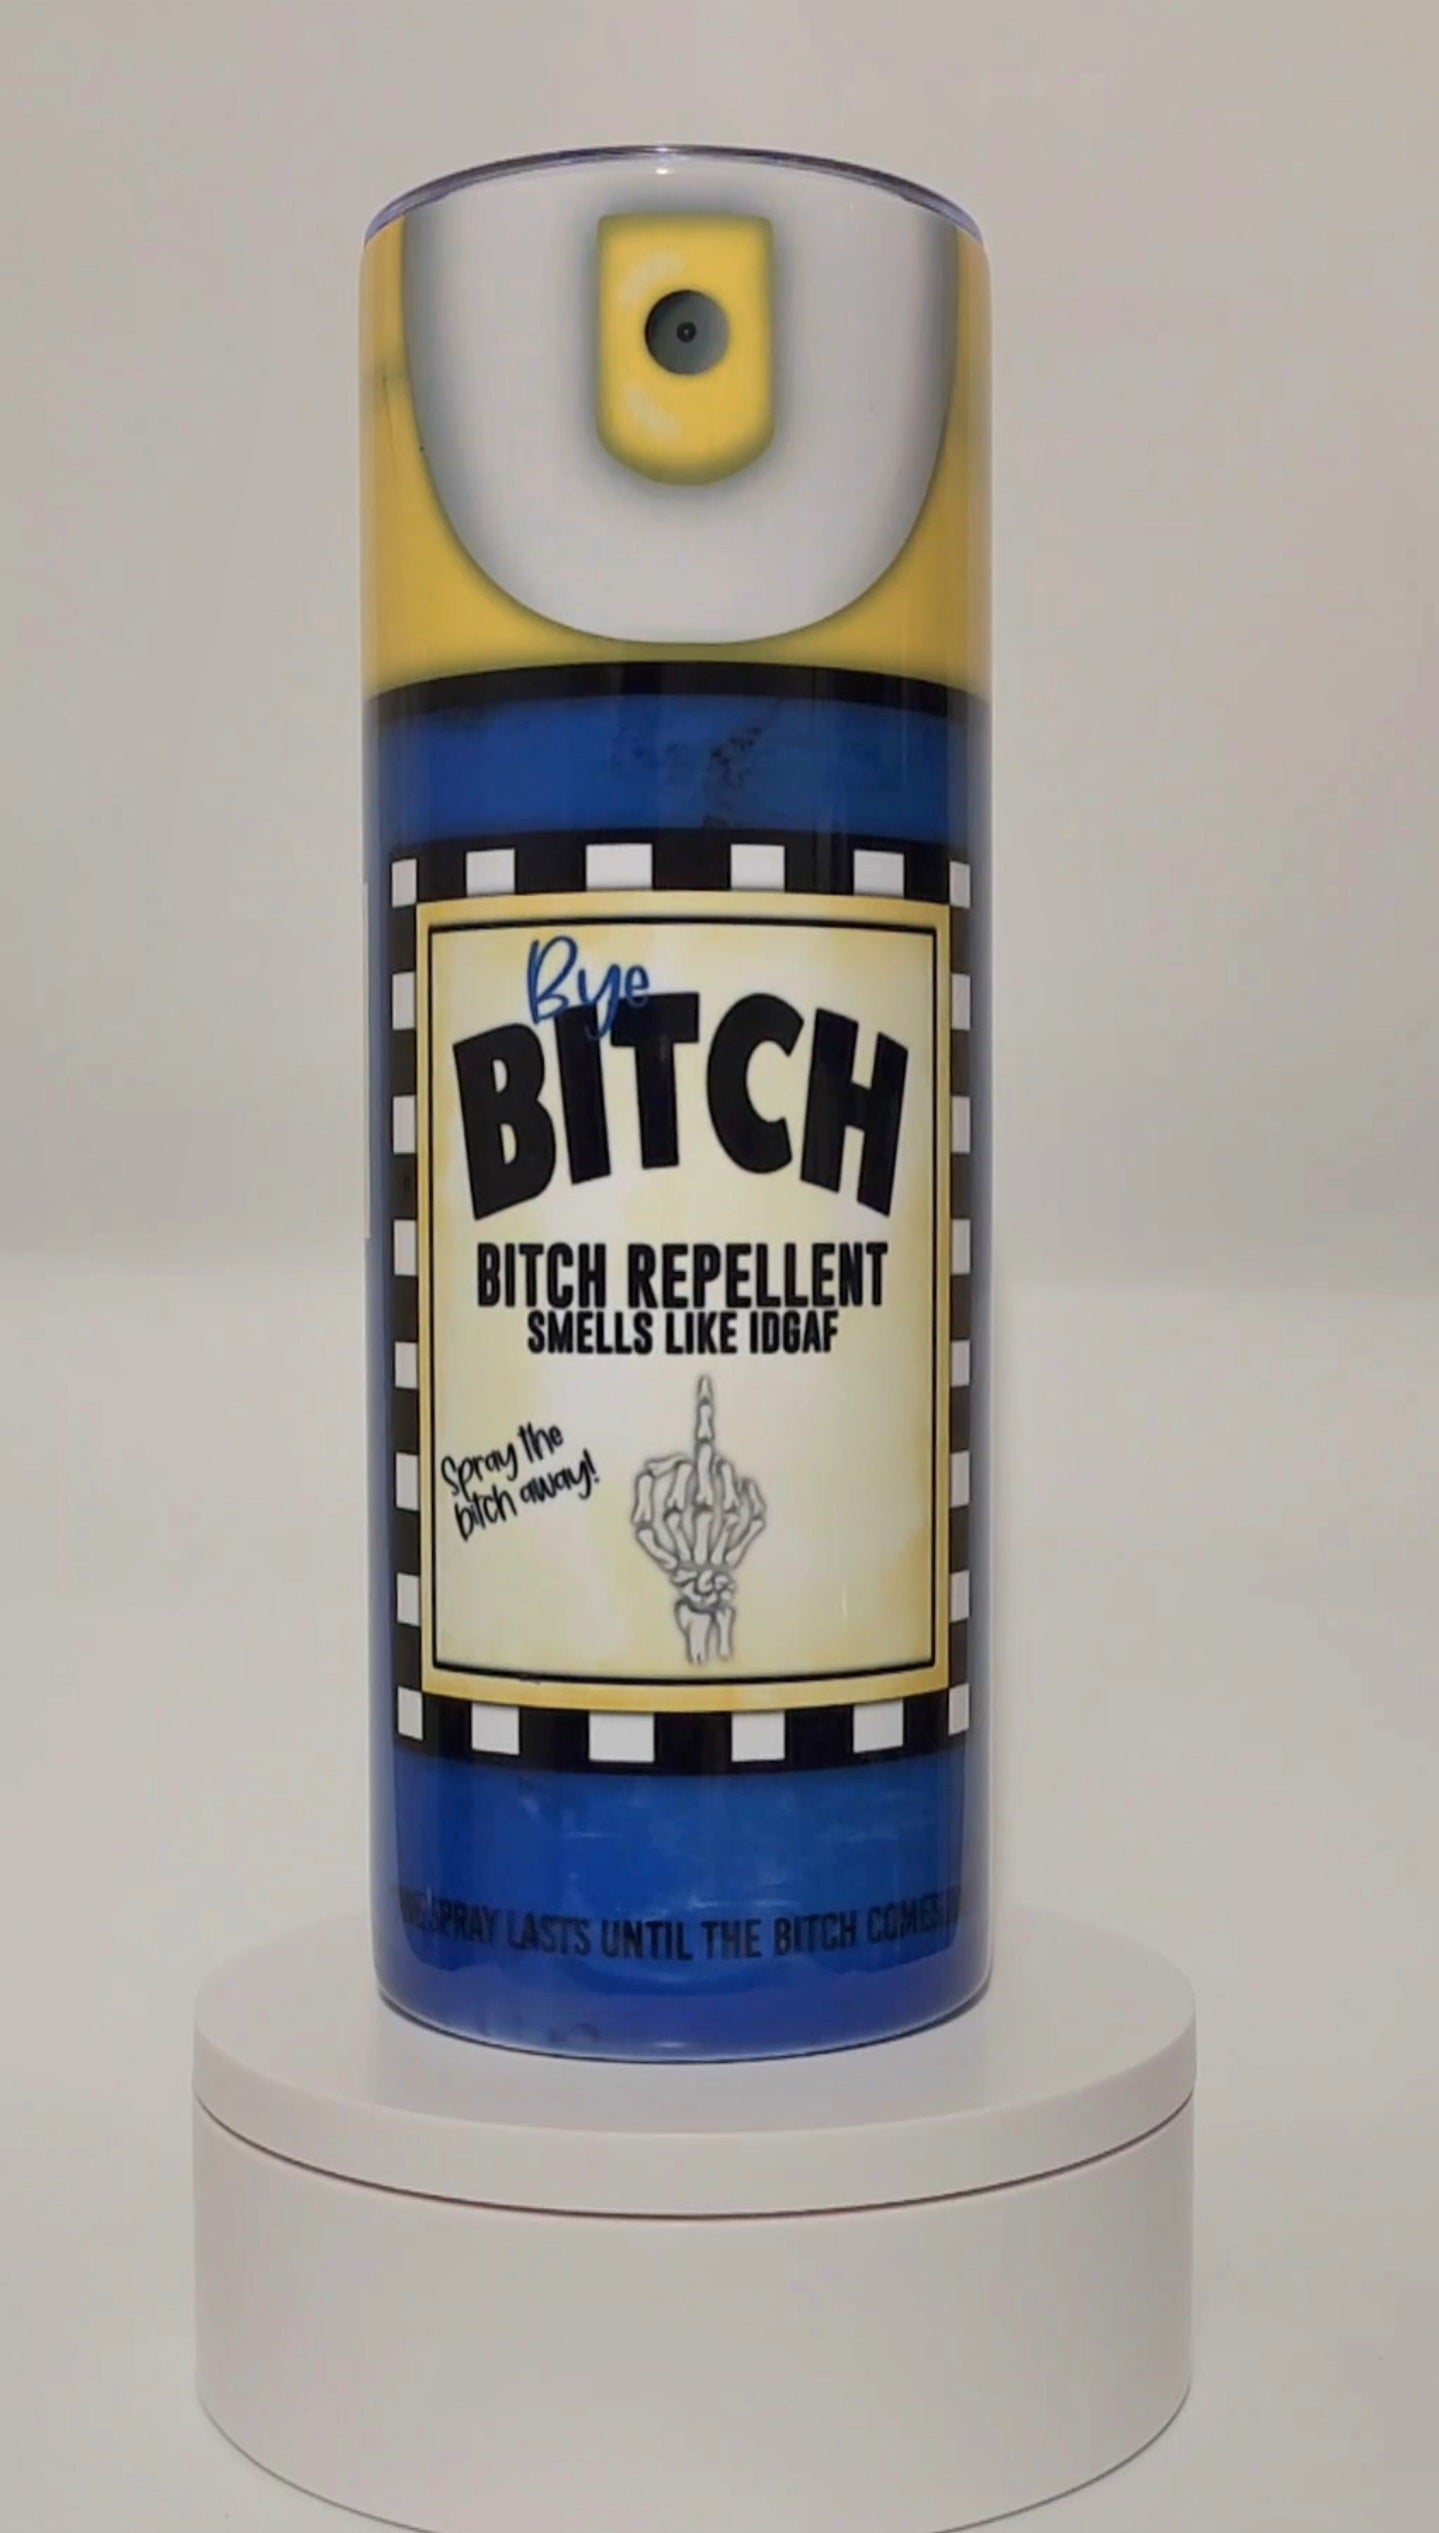 Bye
BITCH
BITCH REPELLENT
SMELLS LIKE IDGAF
Spray the
bitch away!
SPRAY LASTS UNTIL THE BITCH COMES